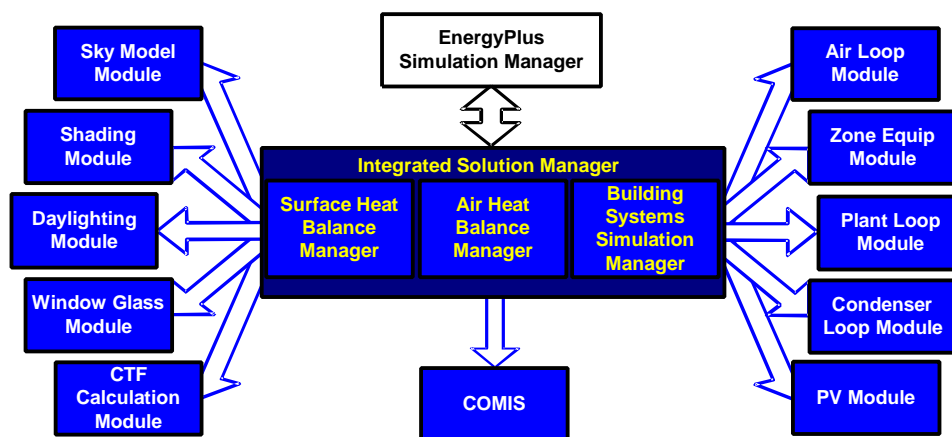 EnergyPlus
Simulation Manager
Sky Model
Module
Shading
Module
Daylighting
Module
Window Glass
Module
CTF
Calculation
Module
Integrated Solution Manager
Surface Heat
Balance
Manager
Air Heat
Balance
Manager
Building
Systems
Simulation
Manager
COMIS
Air Loop
Module
Zone Equip
Module
Plant Loop
Module
Condenser
Loop Module
PV Module